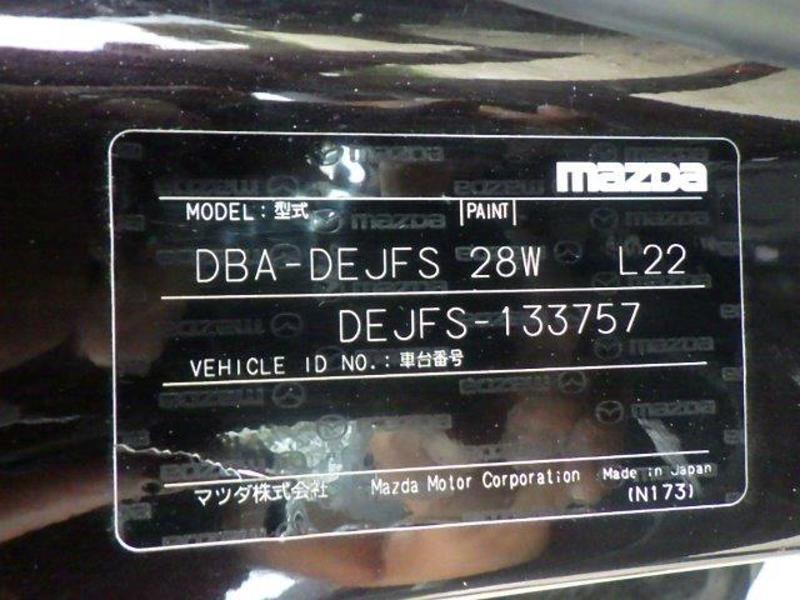 mazda
MODEL：型式 |PAINT|
DBA-DEJFS 28W L22
DEJFS-133757
VEHICLE ID NO.：車台番号
マツダ株式会社 Mazda Motor Corporation Made in Japan
(N173)